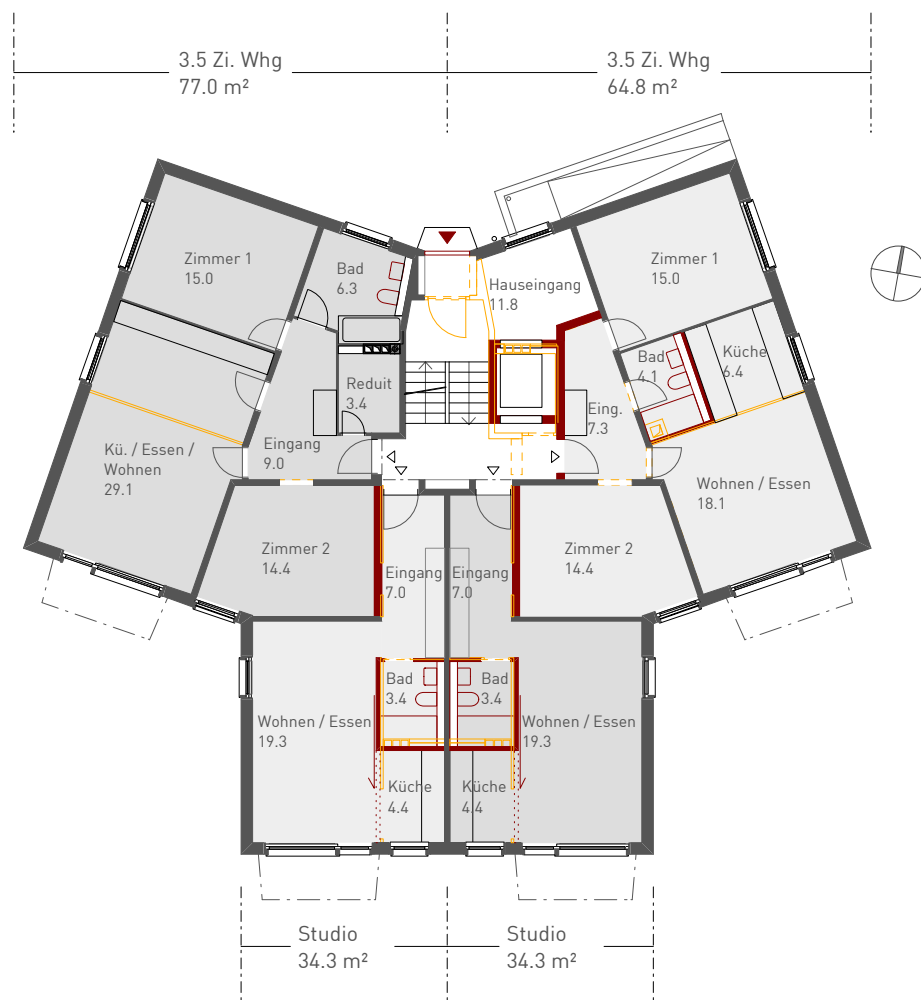 3.5 Zi. Whg
77.0 m²
3.5 Zi. Whg
64.8 m²
Zimmer 1
15.0
Bad
6.3
Hauseingang
11.8
Zimmer 1
15.0
Reduit
3.4
Bad
4.1
Küche
6.4
Eing.
7.3
Kü. / Essen /
Wohnen
29.1
Eingang
9.0
Wohnen / Essen
18.1
Zimmer 2
14.4
Eingang
7.0
Eingang
7.0
Zimmer 2
14.4
Bad
3.4
Bad
3.4
Wohnen / Essen
19.3
Wohnen / Essen
19.3
Küche
4.4
Küche
4.4
Studio
34.3 m²
Studio
34.3 m²